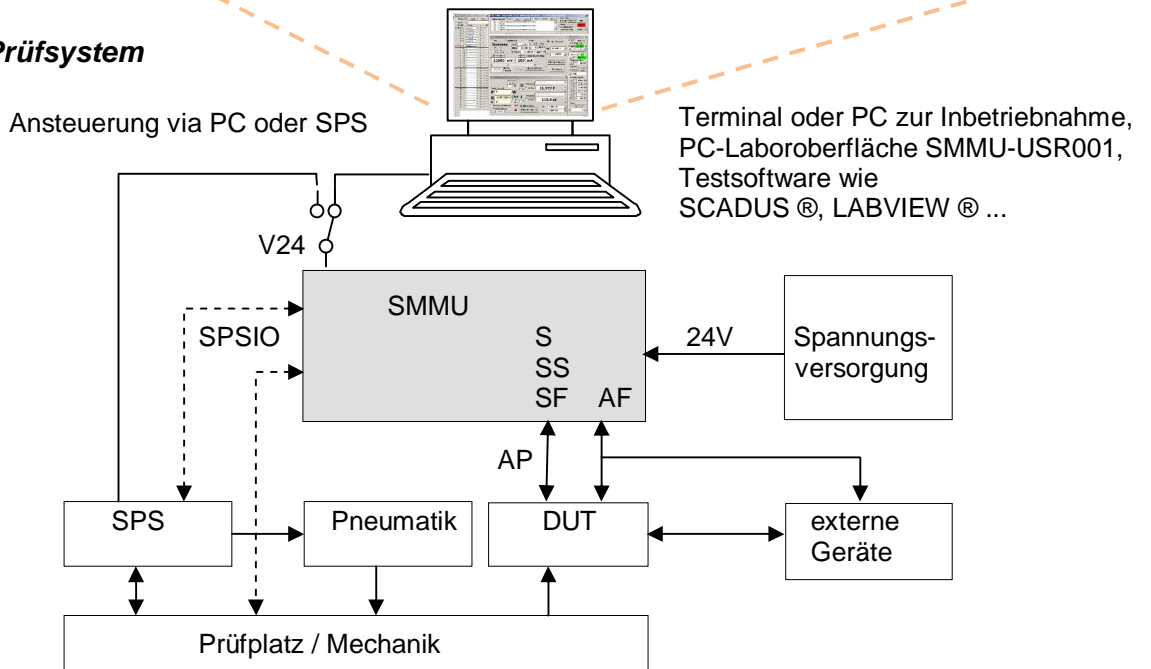 Prüfsystem
Ansteuerung via PC oder SPS
Terminal oder PC zur Inbetriebnahme,
PC-Laboroberfläche SMMU-USR001,
Testsoftware wie
SCADUS ®, LABVIEW ® ...
V24
SMMU
SPSIO
S
SS
SF AF
24V
Spannungs-
versorgung
AP
SPS
Pneumatik
DUT
externe
Geräte
Prüfplatz / Mechanik